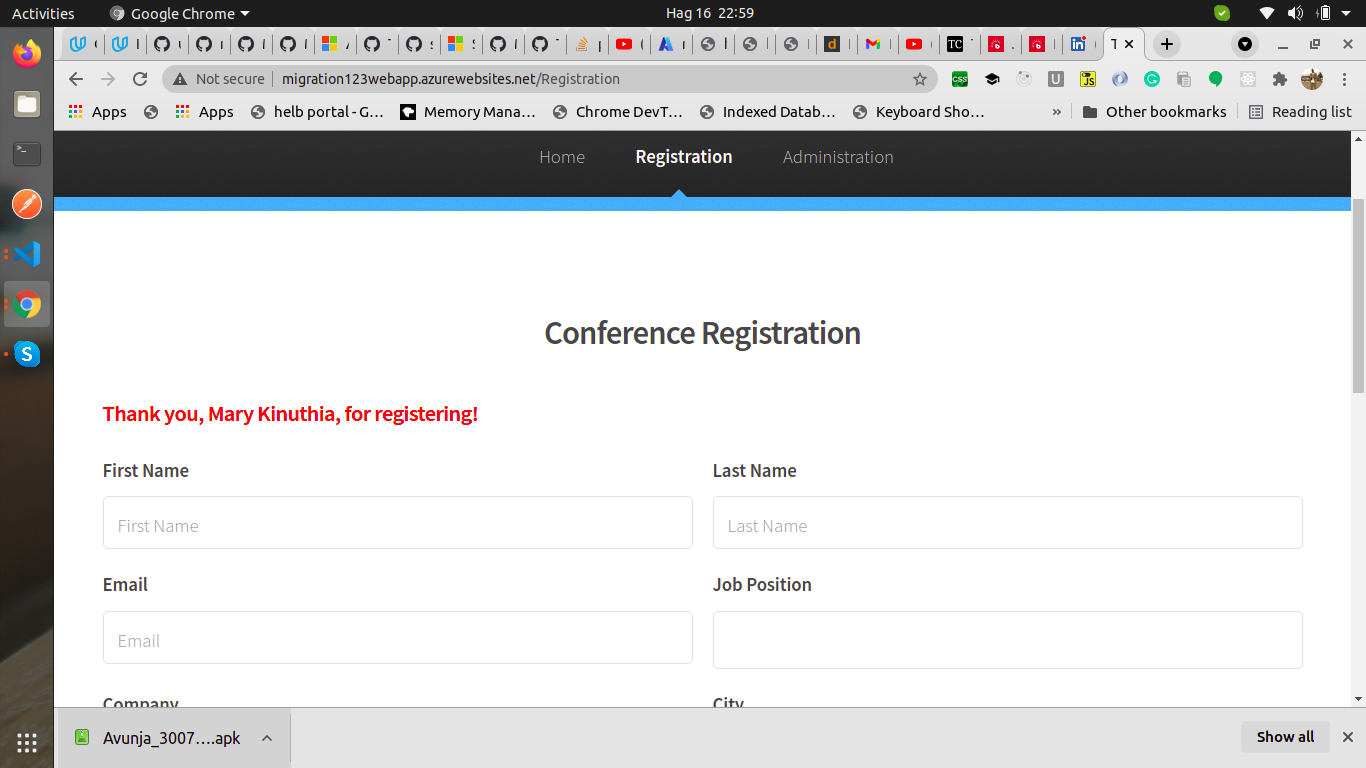 Activities Google Chrome Hag 16 22:59
Not secure migration123webapp.azurewebsites.net/Registration
Apps Apps helb portal - G… Memory Mana… Chrome DevT… Indexed Datab… Keyboard Sho… » Other bookmarks Reading list
Home Registration Administration
Conference Registration
Thank you, Mary Kinuthia, for registering!
First Name Last Name
First Name Last Name
Email Job Position
Email
Company City
Avunja_3007….apk Show all